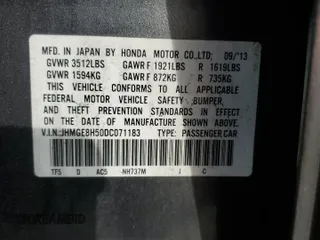 MFD. IN JAPAN BY HONDA MOTOR CO.,LTD. 09/'13
GVWR 3512LBS GAWR F 1921LBS R 1619LBS
GVWR 1594KG GAWR F 872KG R 735KG
THIS VEHICLE CONFORMS TO ALL APPLICABLE
FEDERAL MOTOR VEHICLE SAFETY, BUMPER,
AND THEFT PREVENTION STANDARDS IN EFFECT
ON THE DATE OF MANUFACTURE SHOWN ABOVE.
V.I.N.:JHMGE8H50DC071183 TYPE: PASSENGER CAR
TF5 D AC5 NH737M J C